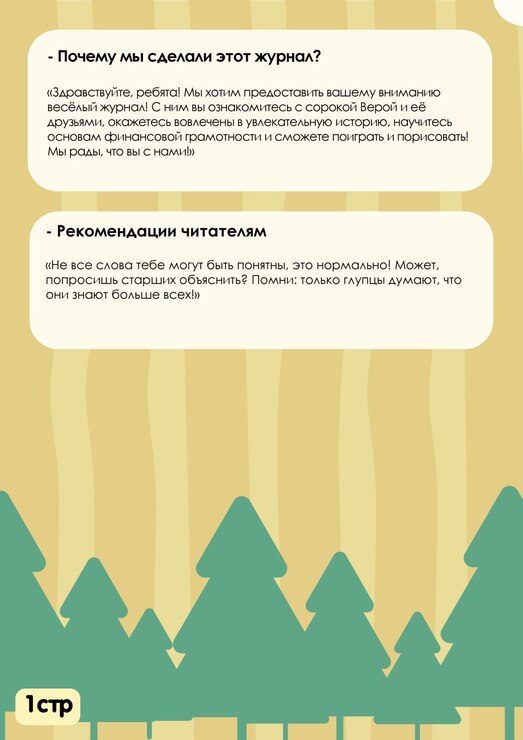 - Почему мы сделали этот журнал?
«Здравствуйте, ребята! Мы хотим предоставить вашему вниманию
весёлый журнал! С ним вы ознакомитесь с сорокой Верой и её
друзьями, окажетесь вовлечены в увлекательную историю, научитесь
основам финансовой грамотности и сможете поиграть и порисовать!
Мы рады, что вы с нами!»
- Рекомендации читателям
«Не все слова тебе могут быть понятны, это нормально! Может,
попросишь старших объяснить? Помни: только глупцы думают, что
они знают больше всех!»
1стр